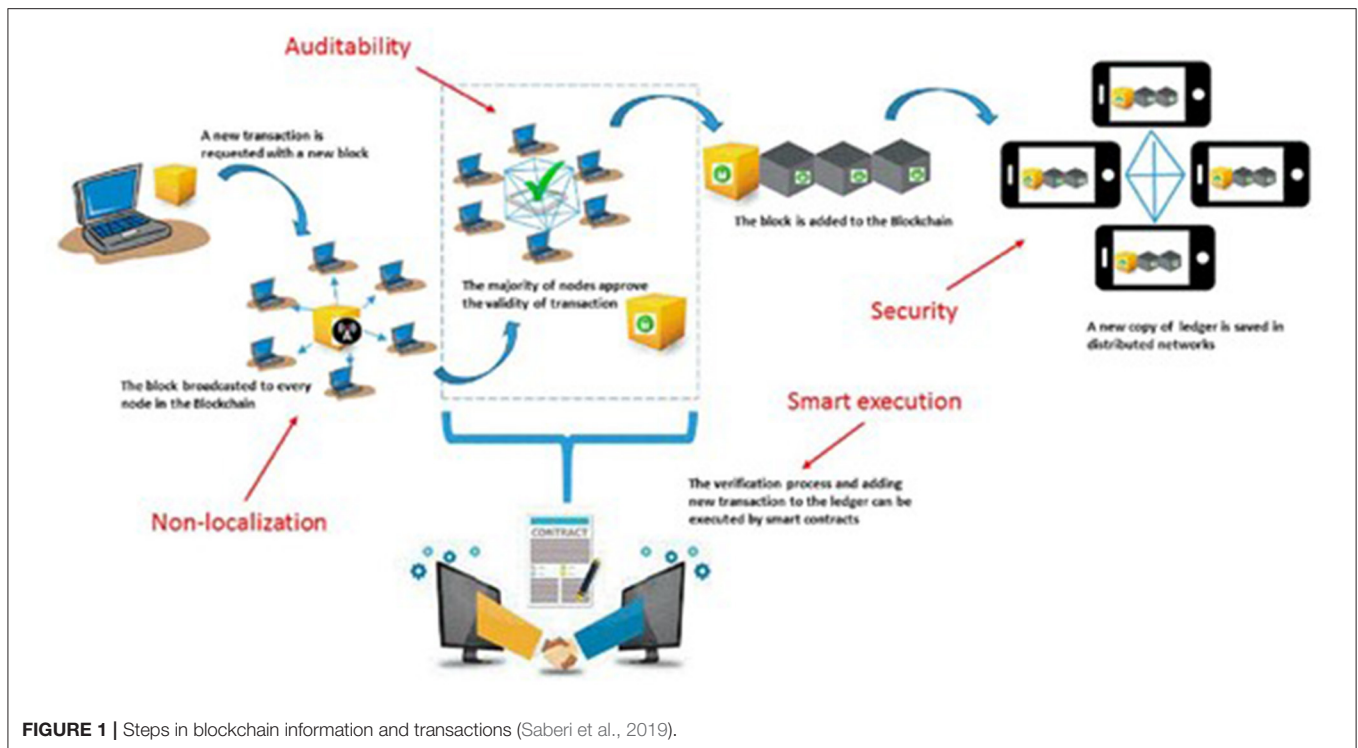 Auditability
A new transaction is
requested with a new block
The majority of nodes approve
the validity of transaction
The block is added to the Blockchain
Security
A new copy of ledger is saved in
distributed networks
The block broadcasted to every
node in the Blockchain
Non-localization
Smart execution
The verification process and adding
new transaction to the ledger can be
executed by smart contracts
CONTRACT
FIGURE 1 | Steps in blockchain information and transactions (Saberi et al., 2019).